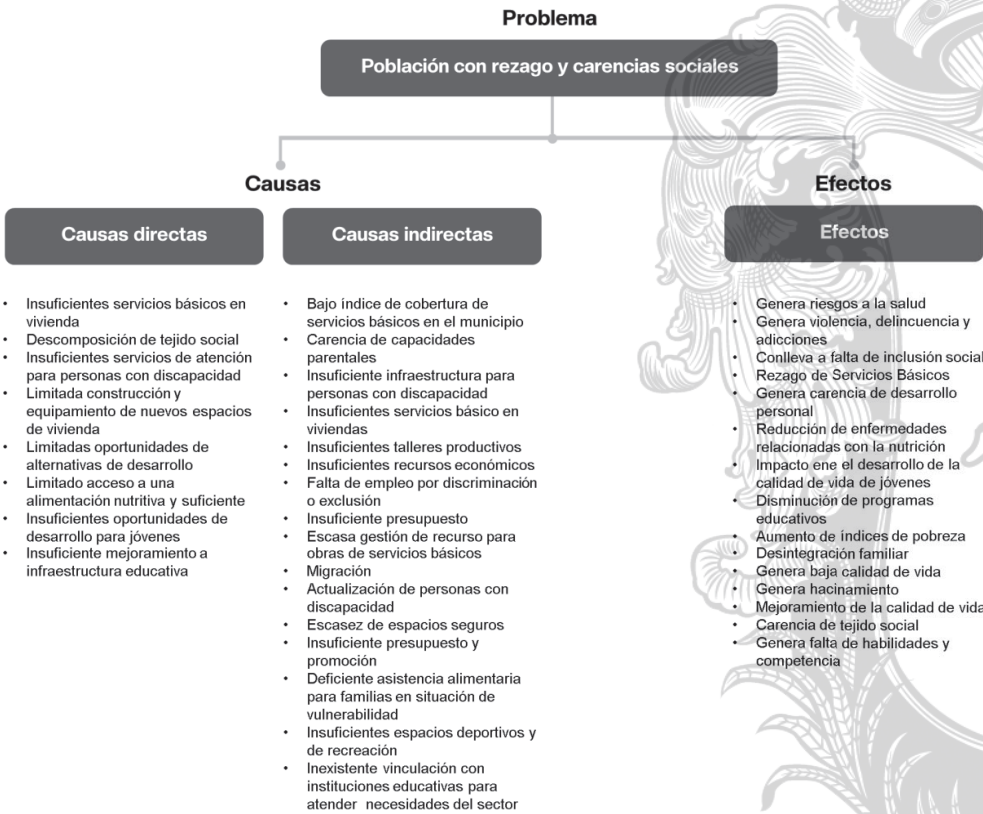 Problema
Población con rezago y carencias sociales
Causas
Causas directas
• Insuficientes servicios básicos en
vivienda
• Descomposición de tejido social
• Insuficientes servicios de atención
para personas con discapacidad
• Limitada construcción y
equipamiento de nuevos espacios
de vivienda
• Limitadas oportunidades de
alternativas de desarrollo
• Limitado acceso a una
alimentación nutritiva y suficiente
• Insuficientes oportunidades de
desarrollo para jóvenes
• Insuficiente mejoramiento a
infraestructura educativa
Causas indirectas
• Bajo índice de cobertura de
servicios básicos en el municipio
• Carencia de capacidades
parentales
• Insuficiente infraestructura para
personas con discapacidad
• Insuficientes servicios básico en
viviendas
• Insuficientes talleres productivos
• Insuficientes recursos económicos
• Falta de empleo por discriminación
o exclusión
• Insuficiente presupuesto
• Escasa gestión de recurso para
obras de servicios básicos
• Migración
• Actualización de personas con
discapacidad
• Escasez de espacios seguros
• Insuficiente presupuesto y
promoción
• Deficiente asistencia alimentaria
para familias en situación de
vulnerabilidad
• Insuficientes espacios deportivos y
de recreación
• Inexistente vinculación con
instituciones educativas para
atender necesidades del sector
Efectos
Efectos
• Genera riesgos a la salud
• Genera violencia, delincuencia y
adicciones
• Conlleva a falta de inclusión social
• Rezago de Servicios Básicos
• Genera carencia de desarrollo
personal
• Reducción de enfermedades
relacionadas con la nutrición
• Impacto ene el desarrollo de la
calidad de vida de jóvenes
• Disminución de programas
educativos
• Aumento de índices de pobreza
• Desintegración familiar
• Genera baja calidad de vida
• Genera hacinamiento
• Mejoramiento de la calidad de vida
• Carencia de tejido social
• Genera falta de habilidades y
competencia